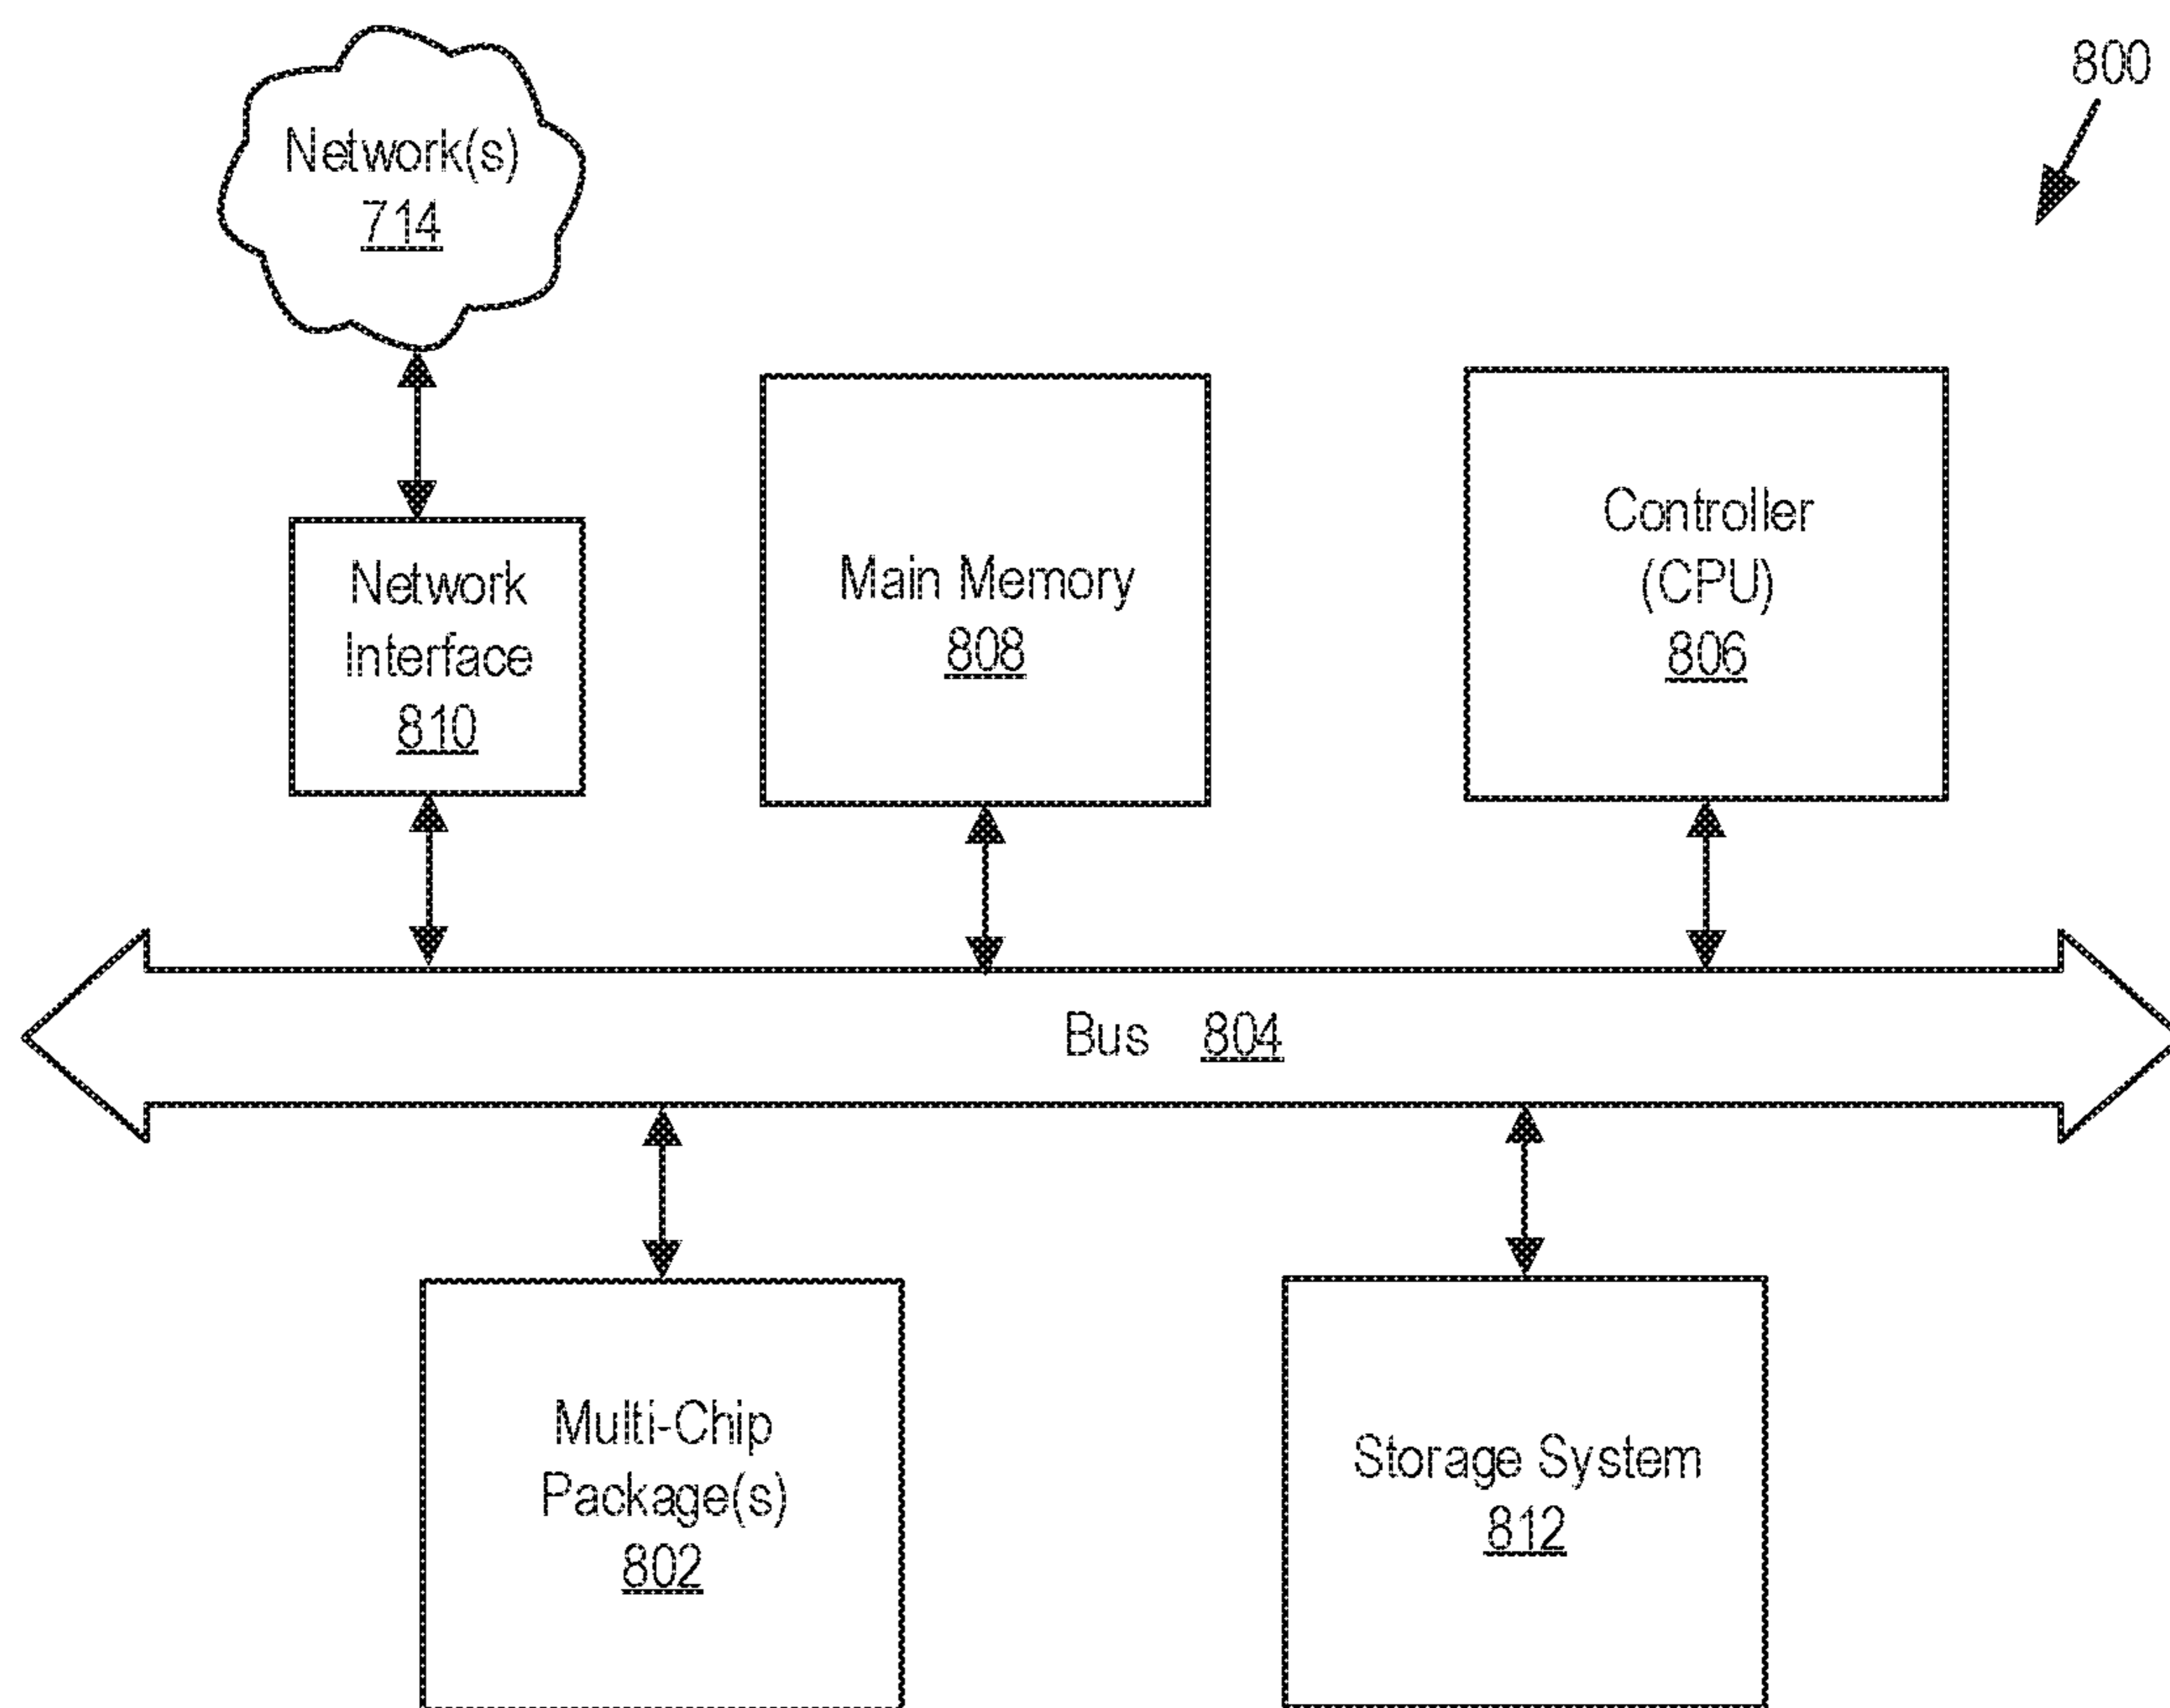 800
Network(s)
714
Network
Interface
810
Main Memory
808
Controller
(CPU)
806
Bus 804
Multi-Chip
Package(s)
802
Storage System
812